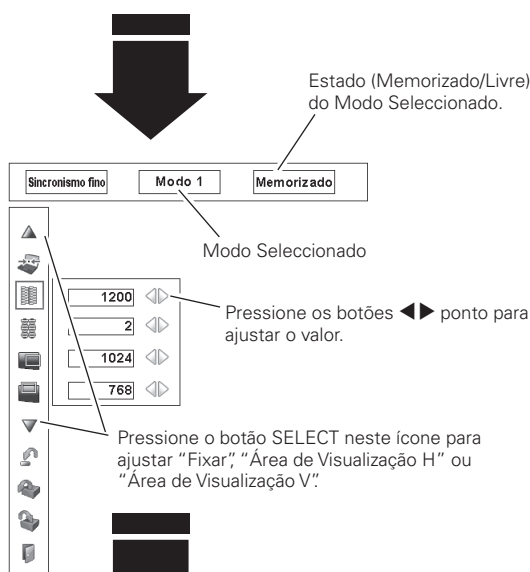 Estado (Memorizado/Livre)
do Modo Seleccionado.
Sincronismo fino
Modo 1
Memorizado
Modo Seleccionado
1200
Pressione os botões ◀▶ ponto para
ajustar o valor.
2
1024
768
Pressione o botão SELECT neste ícone para
ajustar “Fixar”, “Área de Visualização H” ou
“Área de Visualização V”.